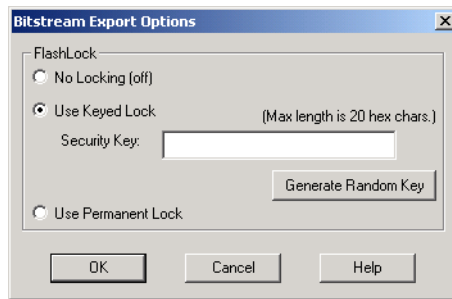 Bitstream Export Options
FlashLock
No Locking (off)
Use Keyed Lock
(Max length is 20 hex chars.)
Security Key:
Generate Random Key
Use Permanent Lock
OK Cancel Help